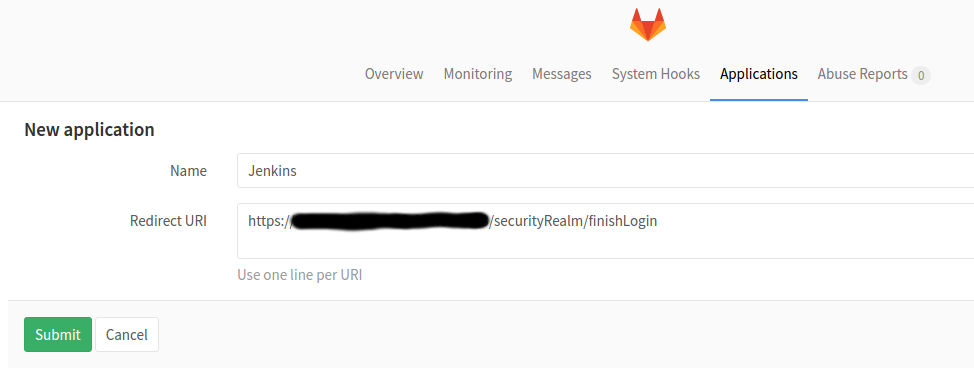 Overview Monitoring Messages System Hooks Applications Abuse Reports 0
New application
Name Jenkins
Redirect URI https:/ /securityRealm/finishLogin
Use one line per URI
Submit Cancel